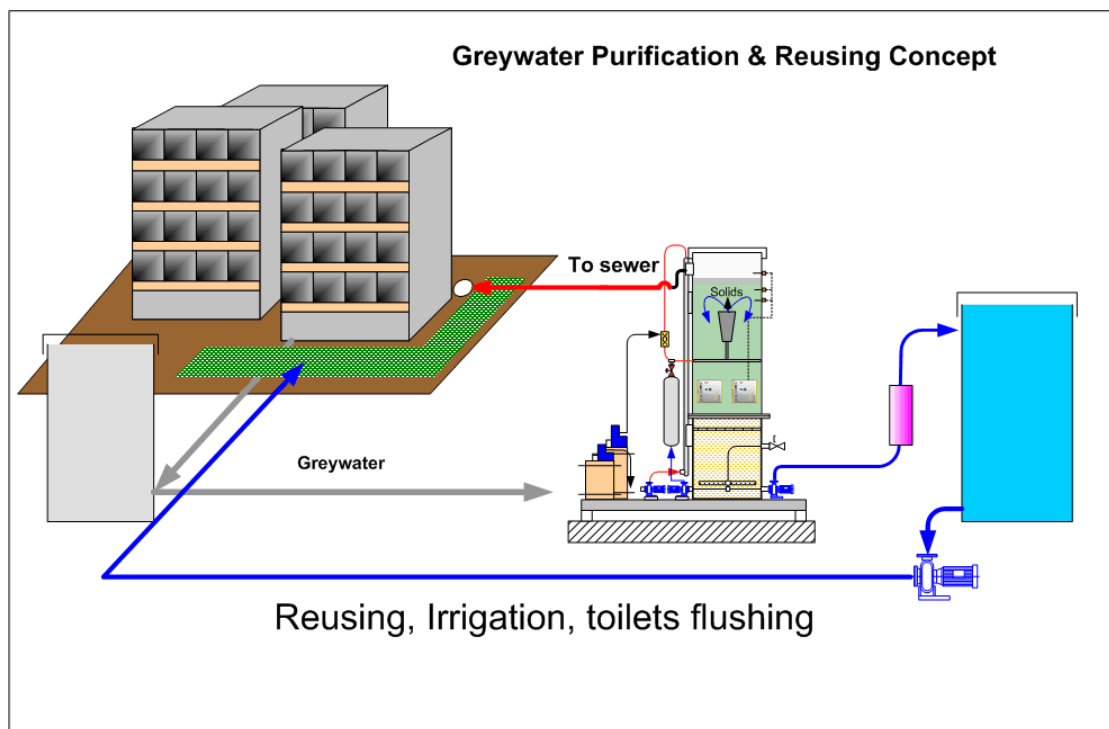 Greywater Purification & Reusing Concept
To sewer
Solids
Greywater
Reusing, Irrigation, toilets flushing